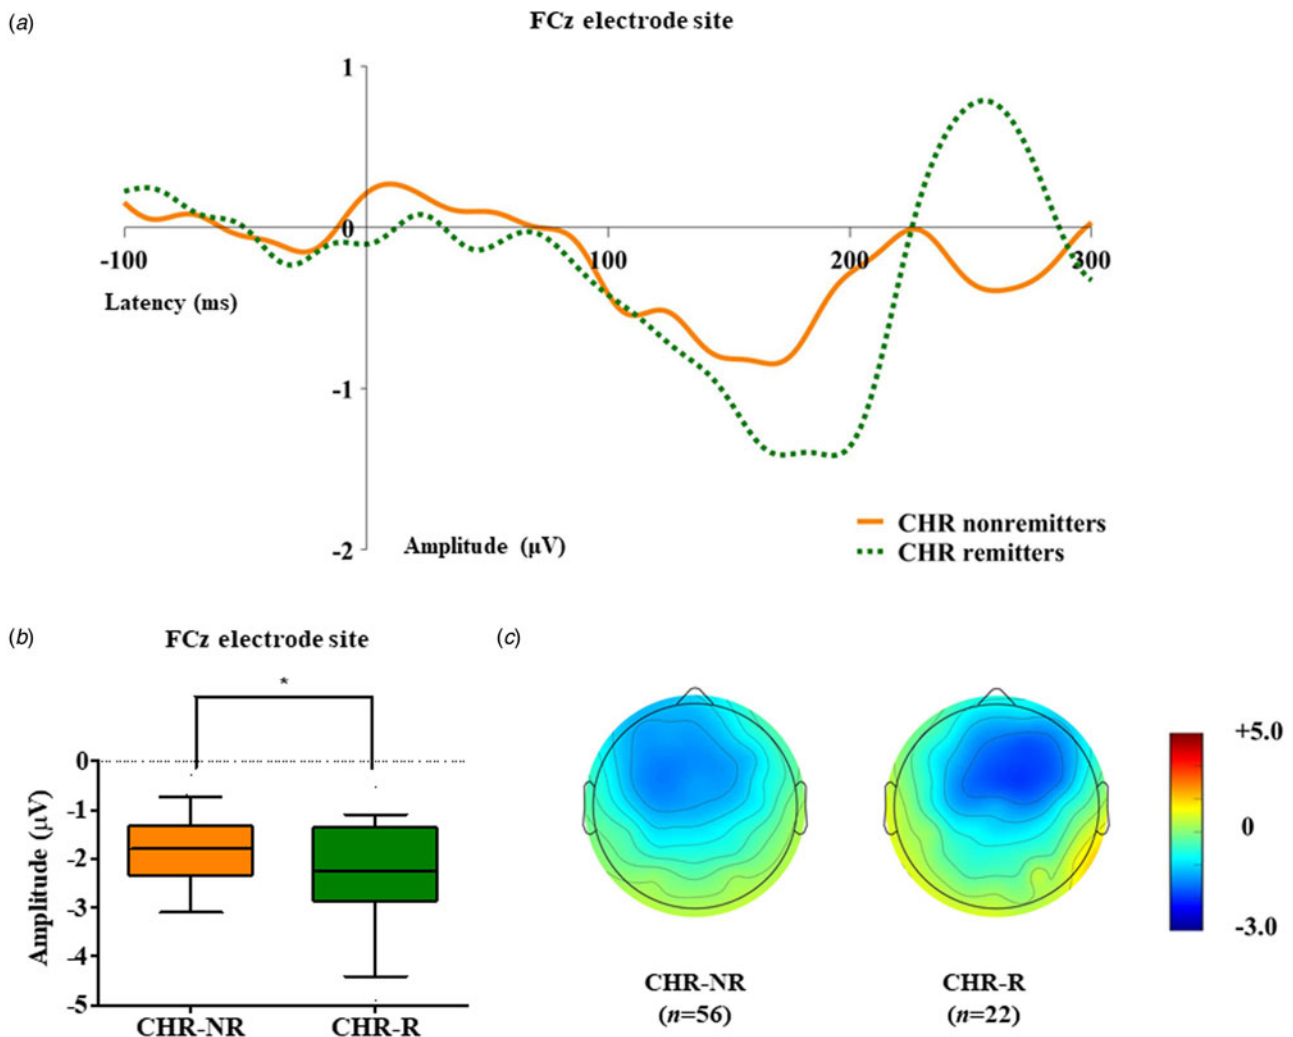 (a)
FCz electrode site
1
0
-100
100
200
300
Latency (ms)
-1
-2
Amplitude (μV)
CHR nonremitters
CHR remitters
(b)
FCz electrode site
*
Amplitude (μV)
0
-1
-2
-3
-4
-5
CHR-NR
CHR-R
(c)
+5.0
0
-3.0
CHR-NR
(n=56)
CHR-R
(n=22)